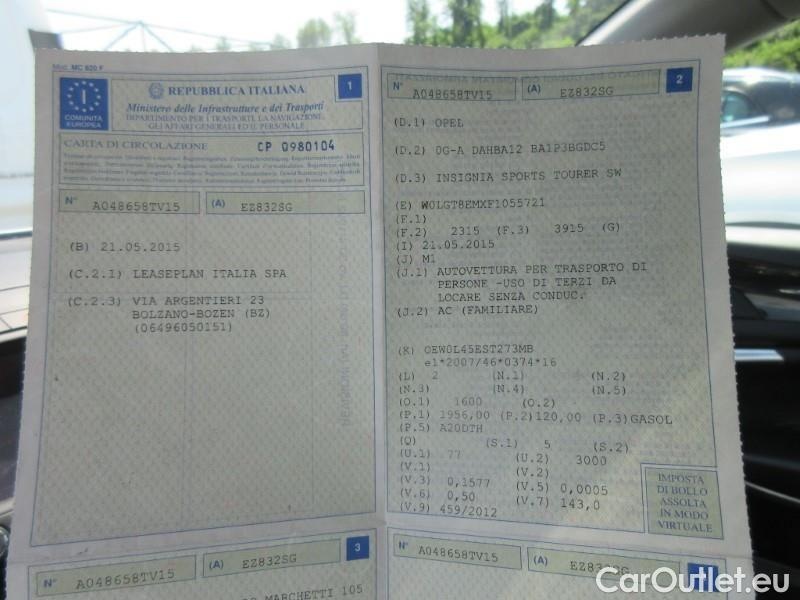 Mod. MC 820 F
REPUBBLICA ITALIANA
1
I
COMUNITÀ
EUROPEA
Ministero delle Infrastrutture e dei Trasporti
DIPARTIMENTO PER I TRASPORTI, LA NAVIGAZIONE,
GLI AFFARI GENERALI ED IL PERSONALE
CARTA DI CIRCOLAZIONE CP 0980104
N° A048658TV15 (A) EZ832SG
(B) 21.05.2015
(C.2.1) LEASEPLAN ITALIA SPA
(C.2.3) VIA ARGENTIERI 23
BOLZANO-BOZEN (BZ)
(06496050151)
2
N° A048658TV15 (A) EZ832SG
(D.1) OPEL
(D.2) 0G-A DAHBA12 BA1P3BGDC5
(D.3) INSIGNIA SPORTS TOURER SW
(E) W0LGT8EMXF1055721
(F.1)
(F.2) 2315 (F.3) 3915 (G)
(I) 21.05.2015
(J) M1
(J.1) AUTOVETTURA PER TRASPORTO DI
PERSONE -USO DI TERZI DA
LOCARE SENZA CONDUC.
(J.2) AC (FAMILIARE)
(K) OEW0L45EST273MB
e1*2007/46*0374*16
(L) 2 (N.1) (N.2)
(N.3) (N.4) (N.5)
(O.1) 1600 (O.2)
(P.1) 1956,00 (P.2)120,00 (P.3)GASOL
(P.5) A20DTH
(Q) (S.1) 5 (S.2)
(U.1) 77 (U.2) 3000
(V.1) (V.2)
(V.3) 0,1577 (V.5) 0,0005
(V.6) 0,50 (V.7) 143,0
(V.9) 459/2012
IMPOSTA
DI BOLLO
ASSOLTA
IN MODO
VIRTUALE
3
N° A048658TV15 (A) EZ832SG
MARCHETTI 105
N° A048658TV15 (A) EZ832SG
CarOutlet.eu